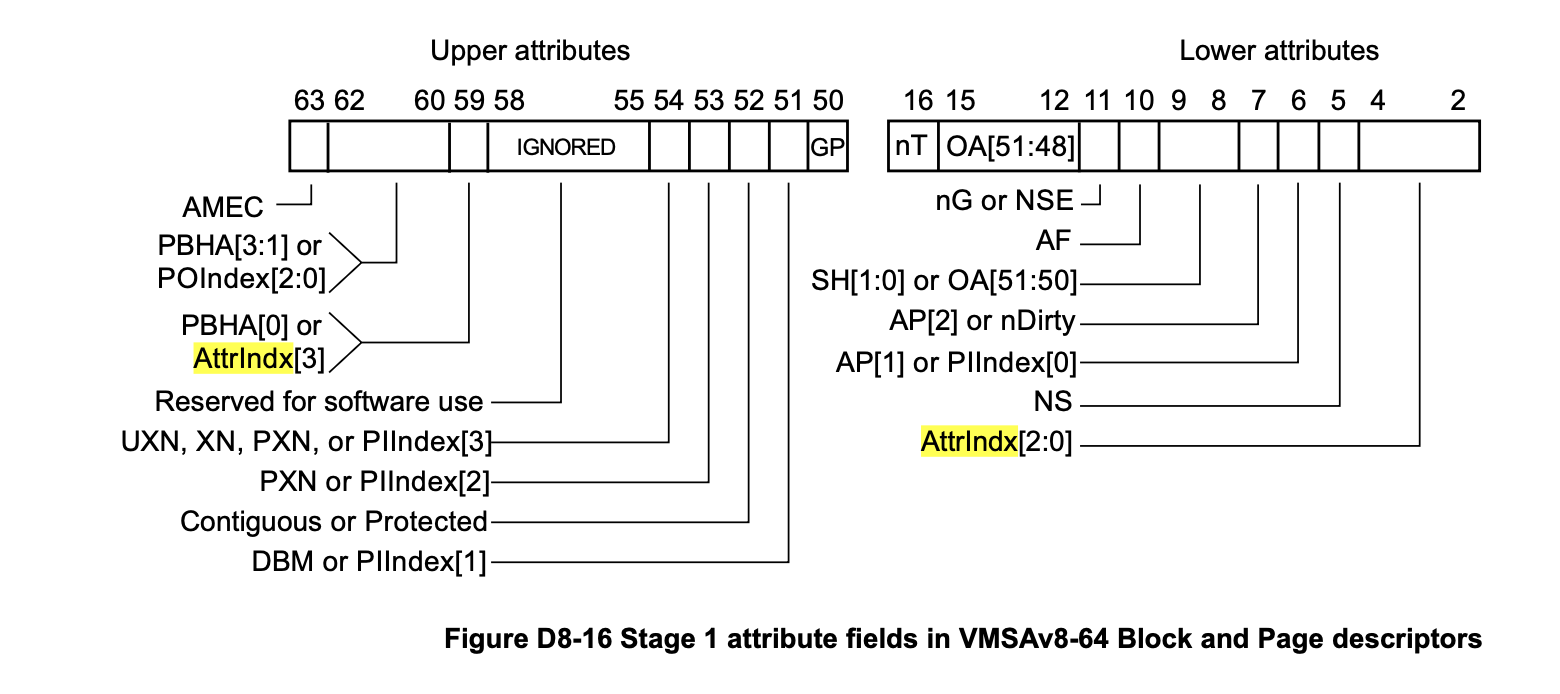 Upper attributes
Lower attributes
63 62 60 59 58 55 54 53 52 51 50
16 15 12 11 10 9 8 7 6 5 4 2
IGNORED GP
nT OA[51:48]
AMEC
PBHA[3:1] or
POIndex[2:0]
PBHA[0] or
AttrIndx[3]
Reserved for software use
UXN, XN, PXN, or PIIndex[3]
PXN or PIIndex[2]
Contiguous or Protected
DBM or PIIndex[1]
nG or NSE
AF
SH[1:0] or OA[51:50]
AP[2] or nDirty
AP[1] or PIIndex[0]
NS
AttrIndx[2:0]
Figure D8-16 Stage 1 attribute fields in VMSAv8-64 Block and Page descriptors